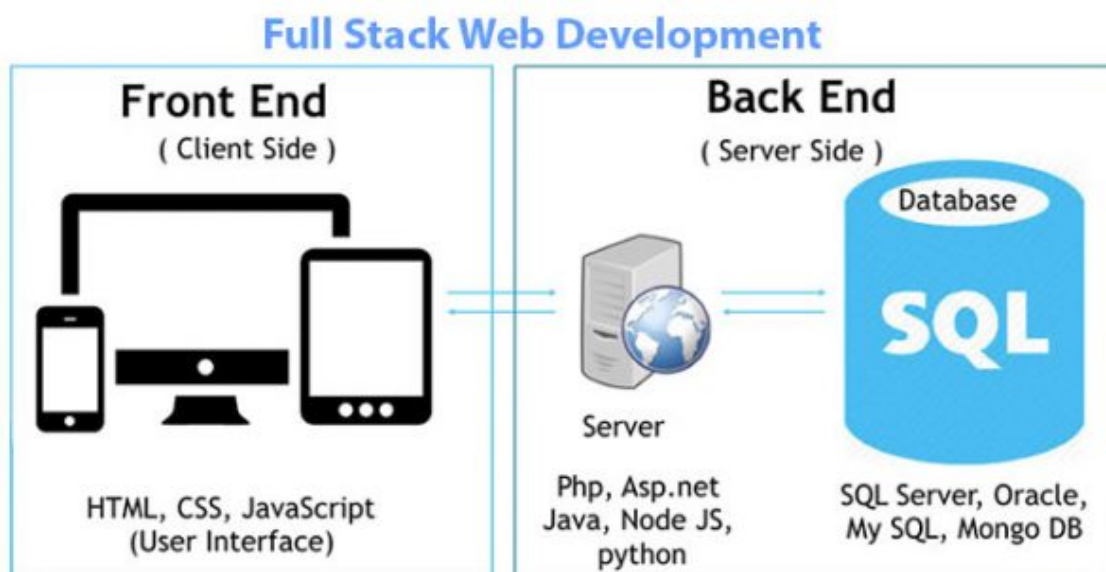 Full Stack Web Development
Front End
( Client Side )
HTML, CSS, JavaScript
(User Interface)
Back End
( Server Side )
Server
Php, Asp.net
Java, Node JS,
python
Database
SQL
SQL Server, Oracle,
My SQL, Mongo DB